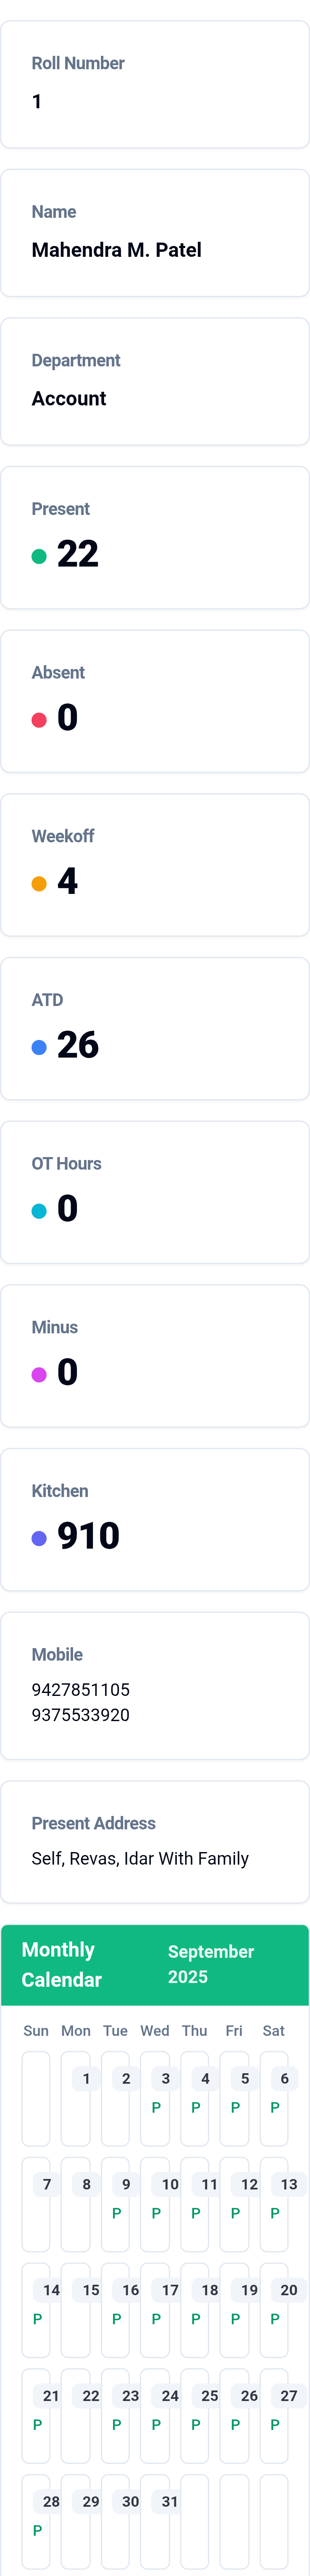 Roll Number
1
Name
Mahendra M. Patel
Department
Account
Present
22
Absent
0
Weekoff
4
ATD
26
OT Hours
0
Minus
0
Kitchen
910
Mobile
9427851105
9375533920
Present Address
Self, Revas, Idar With Family
Monthly Calendar September 2025
Sun Mon Tue Wed Thu Fri Sat
1 2 3 4 5 6
P P P P
7 8 9 10 11 12 13
P P P P P
14 15 16 17 18 19 20
P P P P P P
21 22 23 24 25 26 27
P P P P P P
28 29 30 31
P